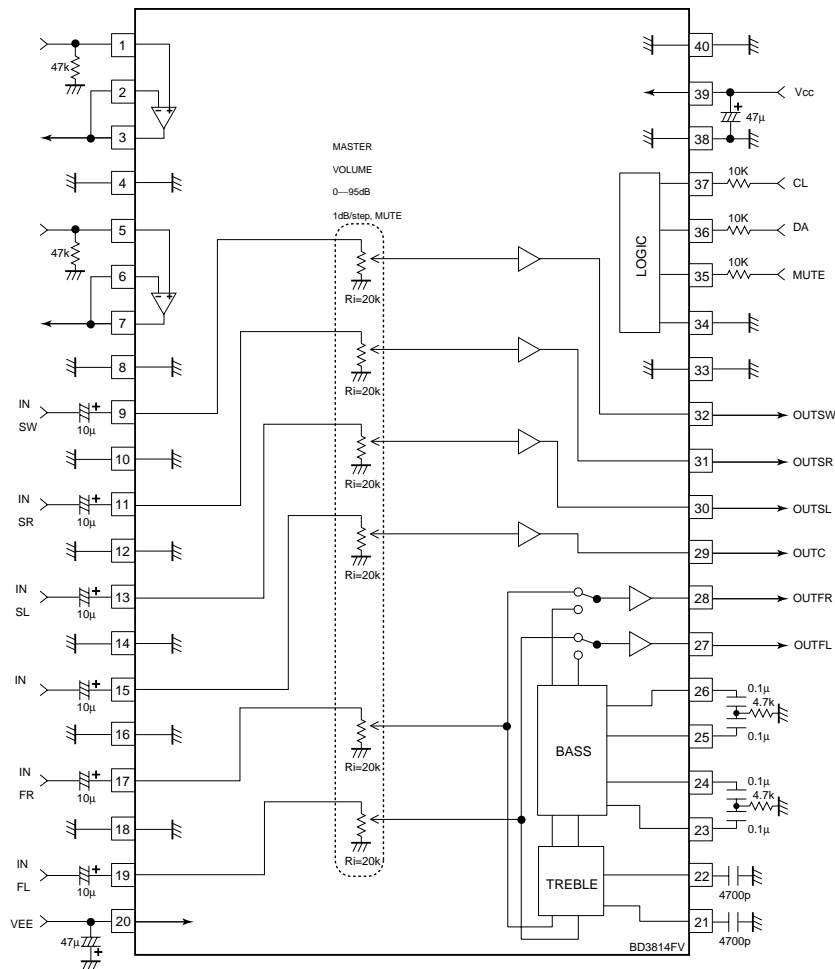 1
47k
2
3
4
5
47k
6
7
8
IN
SW
10µ
+
9
10
IN
SR
10µ
+
11
12
IN
SL
10µ
+
13
14
IN
10µ
+
15
16
IN
FR
10µ
+
17
18
IN
FL
10µ
+
19
VEE
20
47µ
+
− +
− +
MASTER
VOLUME
0—95dB
1dB/step, MUTE
Ri=20k
Ri=20k
Ri=20k
Ri=20k
Ri=20k
Ri=20k
LOGIC
BASS
TREBLE
BD3814FV
40
39
Vcc
+
47µ
38
37
10K
CL
36
10K
DA
35
10K
MUTE
34
33
32
OUTSW
31
OUTSR
30
OUTSL
29
OUTC
28
OUTFR
27
OUTFL
26
0.1µ
4.7k
25
0.1µ
24
0.1µ
4.7k
23
0.1µ
22
4700p
21
4700p